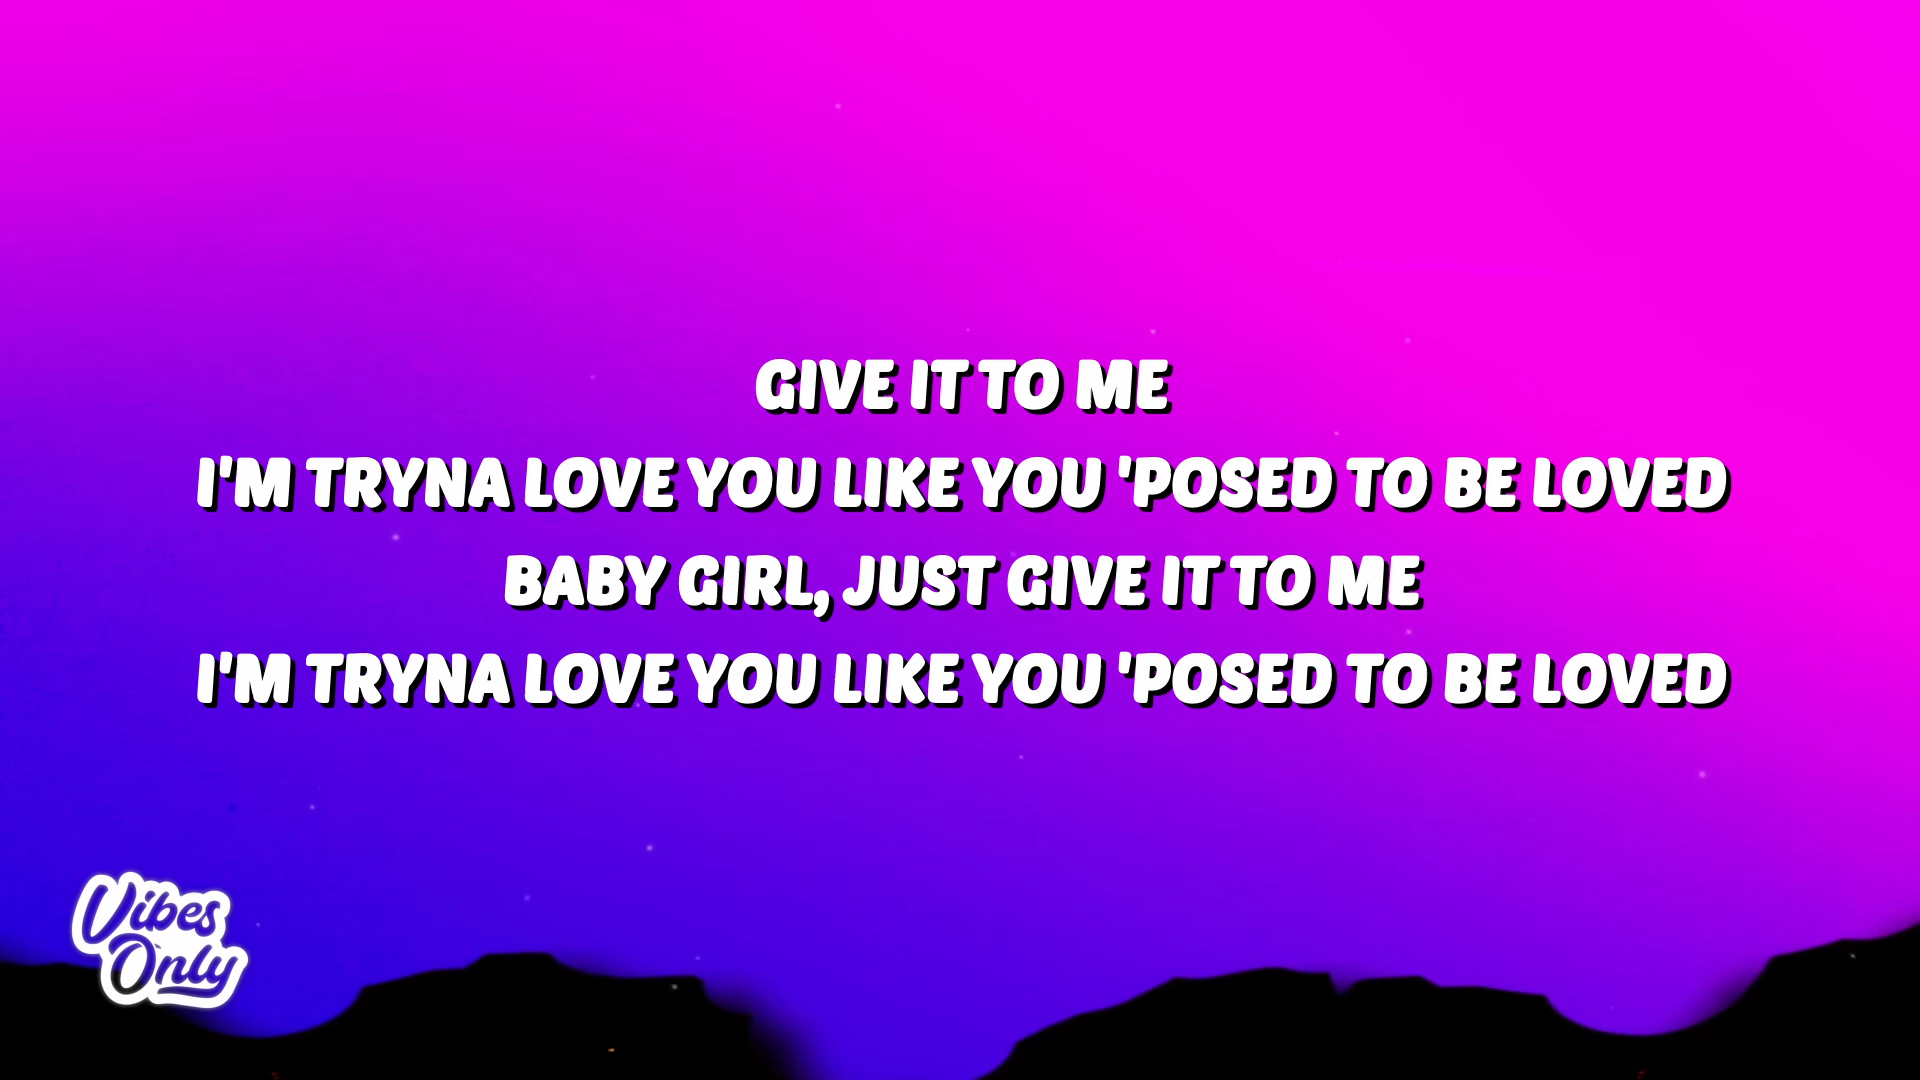 GIVE IT TO ME
I'M TRYNA LOVE YOU LIKE YOU 'POSED TO BE LOVED
BABY GIRL, JUST GIVE IT TO ME
I'M TRYNA LOVE YOU LIKE YOU 'POSED TO BE LOVED
Vibes
Only